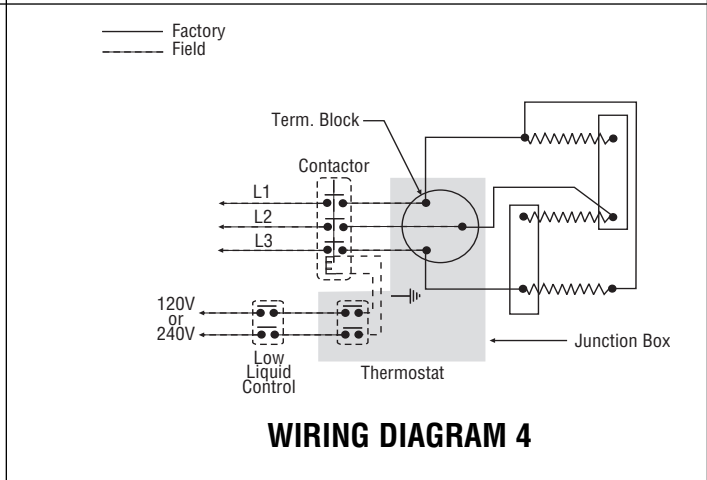 Factory
Field
Term. Block
Contactor
L1
L2
L3
120V
or
240V
Low
Liquid
Control
Thermostat
Junction Box
WIRING DIAGRAM 4